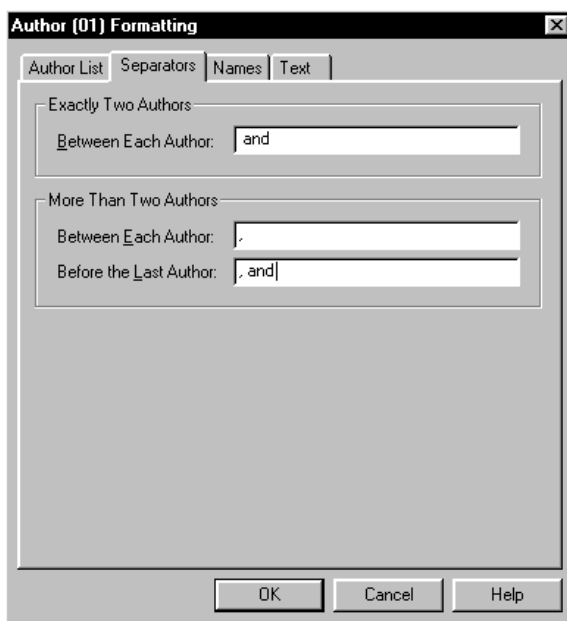 Author (01) Formatting
Author List Separators Names Text
Exactly Two Authors
Between Each Author: and
More Than Two Authors
Between Each Author: ,
Before the Last Author: , and
OK Cancel Help